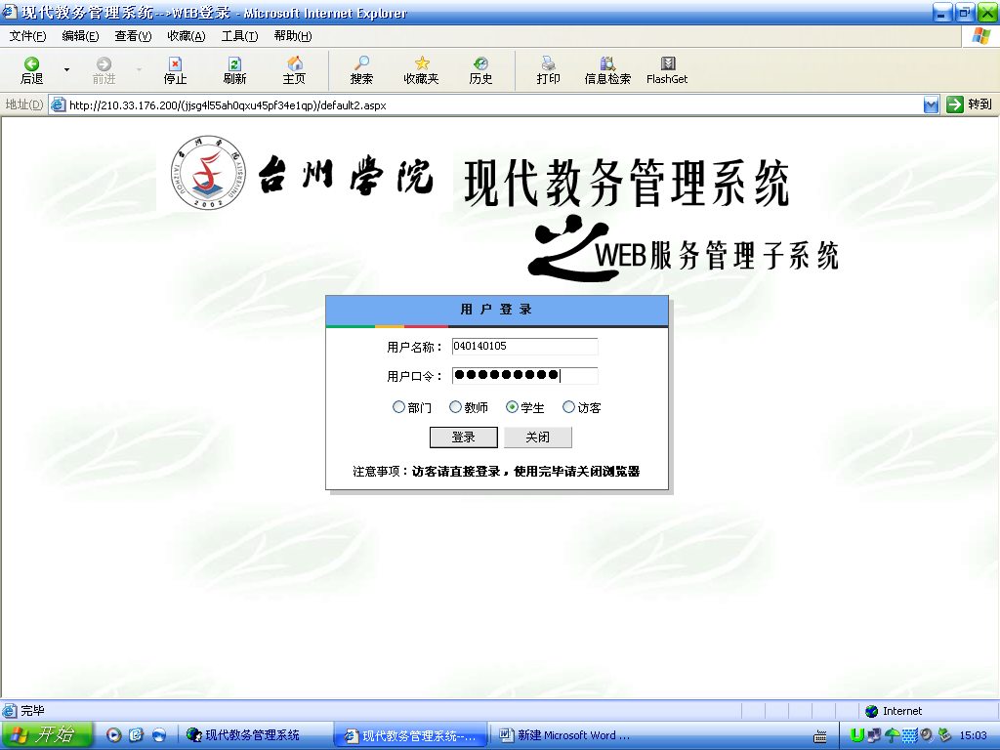 现代教务管理系统-->WEB登录 - Microsoft Internet Explorer
文件(F) 编辑(E) 查看(V) 收藏(A) 工具(T) 帮助(H)
后退 前进 停止 刷新 主页 搜索 收藏夹 历史 打印 信息检索 FlashGet
地址(D) http://210.33.176.200/(jjsg4l55ah0qxu45pf34e1qp)/default2.aspx 转到
台州学院
TAIZHOU UNIVERSITY
2002
台州學院
现代教务管理系统
之WEB服务管理子系统
用 户 登 录
用户名称： 040140105
用户口令： ●●●●●●●●●
部门 教师 学生 访客
登录 关闭
注意事项：访客请直接登录，使用完毕请关闭浏览器
完毕 Internet
开始 现代教务管理系统 现代教务管理系统--... 新建 Microsoft Word ... 15:03